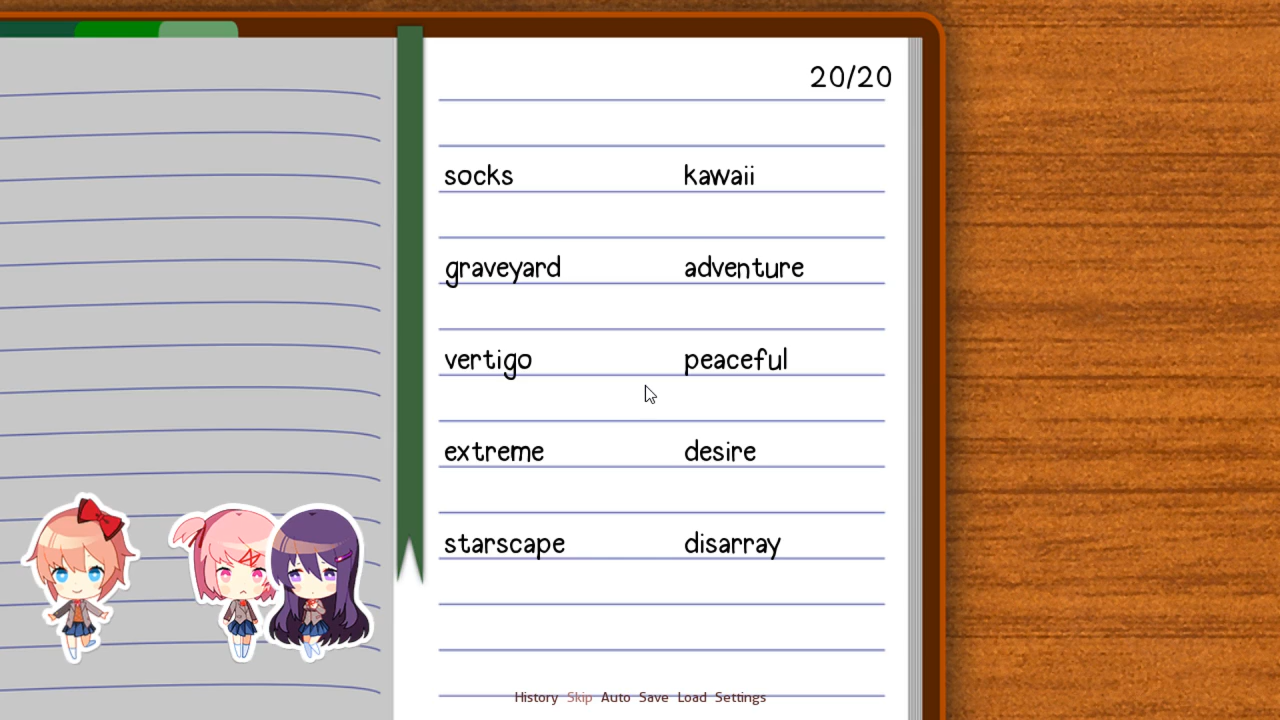 20/20
socks kawaii
graveyard adventure
vertigo peaceful
extreme desire
starscape disarray
History Skip Auto Save Load Settings